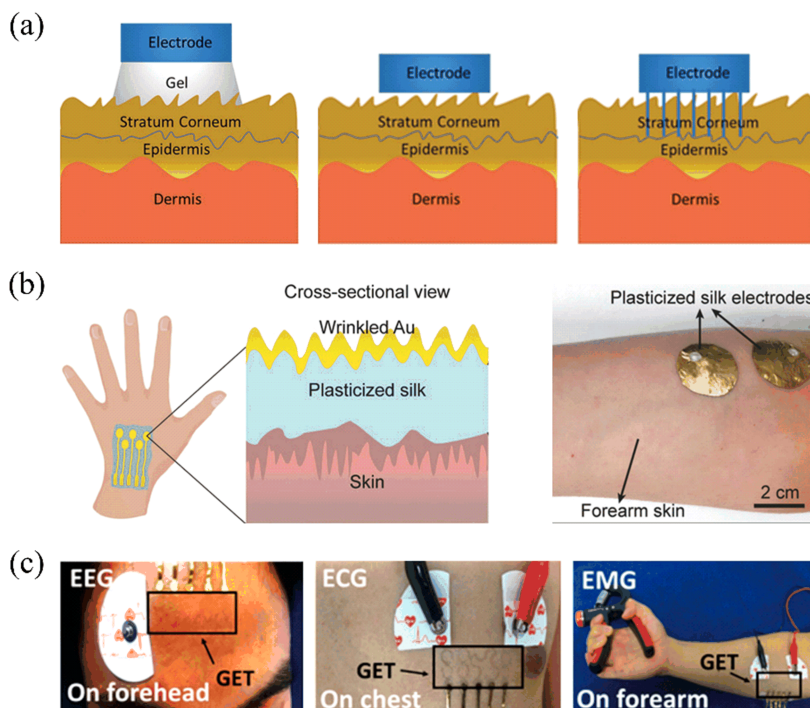 (a)
Electrode
Gel
Stratum Corneum
Epidermis
Dermis
Electrode
Stratum Corneum
Epidermis
Dermis
Electrode
Stratum Corneum
Epidermis
Dermis
(b)
Cross-sectional view
Wrinkled Au
Plasticized silk
Skin
Plasticized silk electrodes
Forearm skin
2 cm
(c)
EEG
GET
On forehead
ECG
GET
On chest
EMG
GET
On forearm